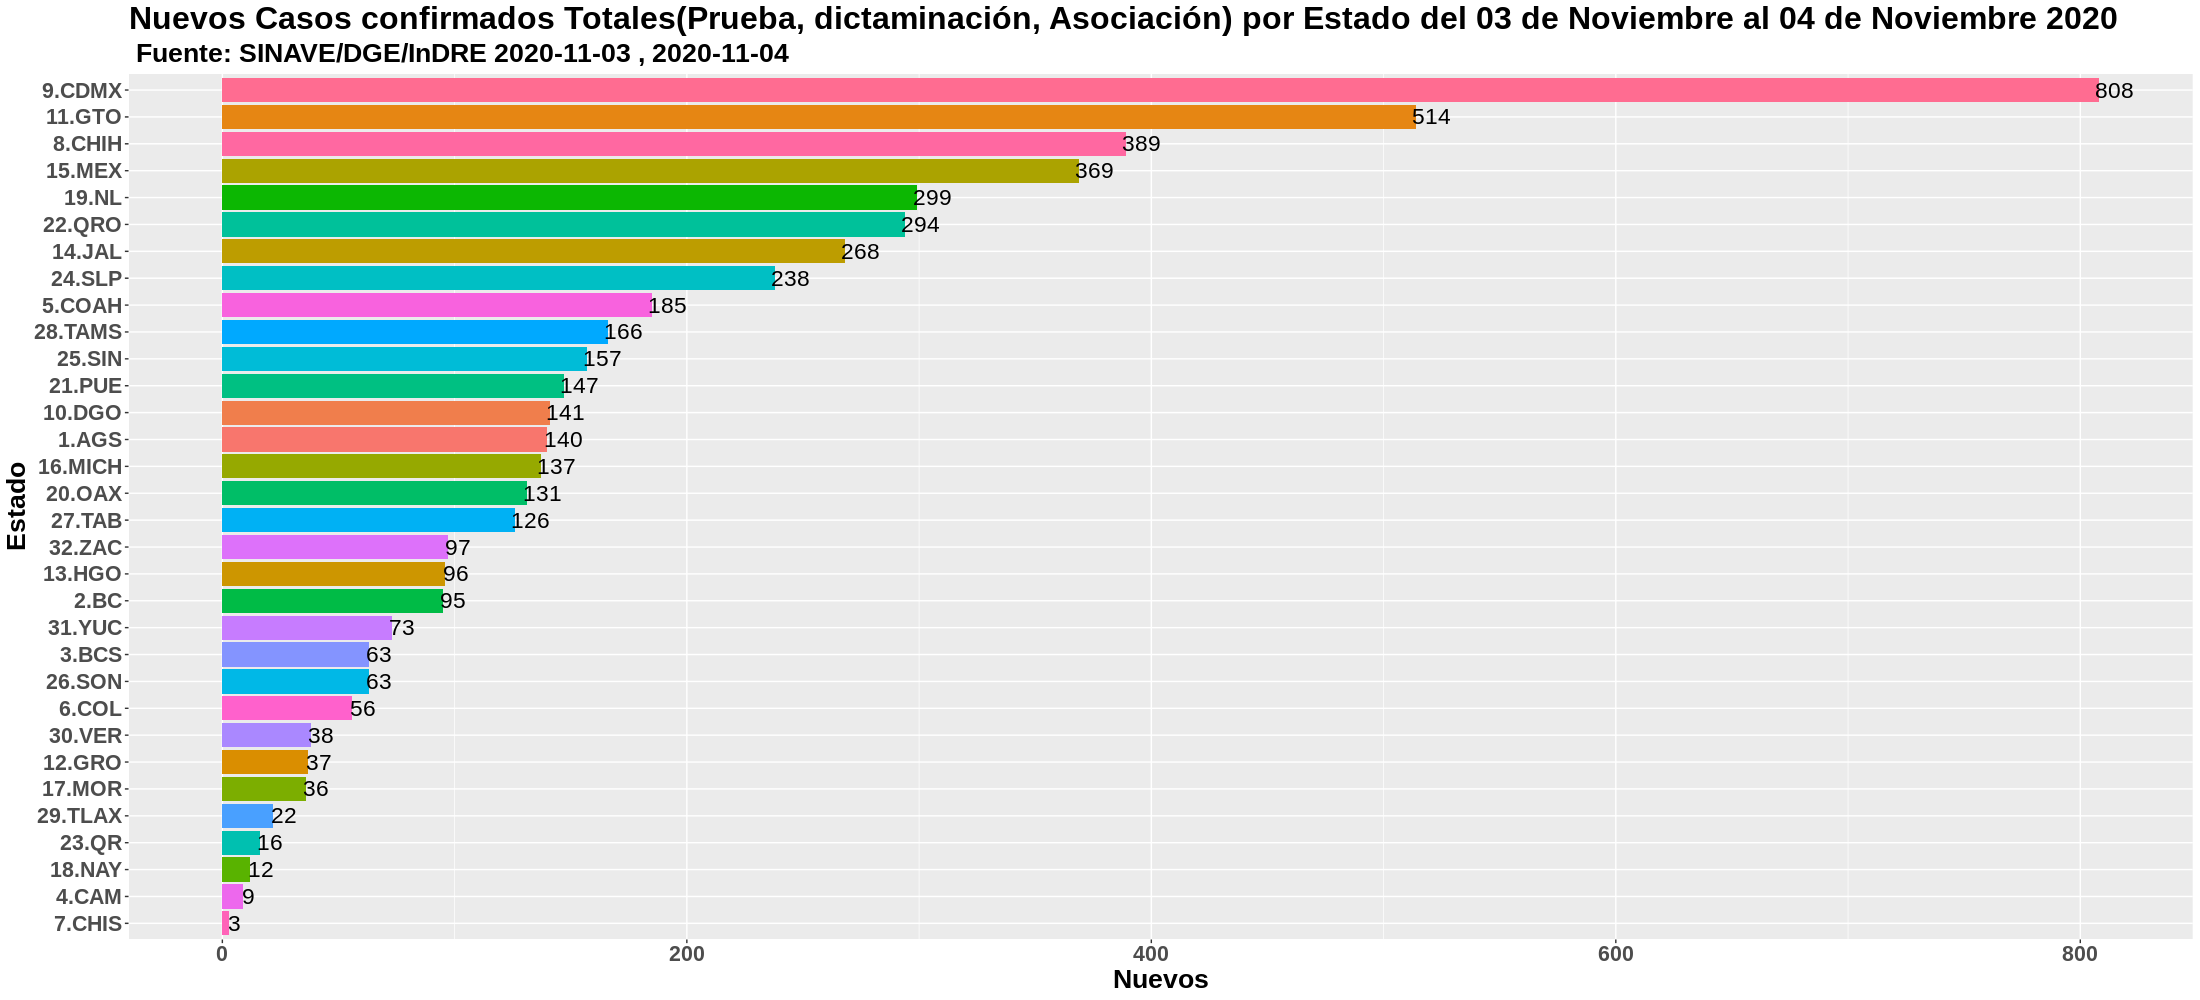 Nuevos Casos confirmados Totales(Prueba, dictaminación, Asociación) por Estado del 03 de Noviembre al 04 de Noviembre 2020
Fuente: SINAVE/DGE/InDRE 2020-11-03 , 2020-11-04
Estado
9.CDMX 808
11.GTO 514
8.CHIH 389
15.MEX 369
19.NL 299
22.QRO 294
14.JAL 268
24.SLP 238
5.COAH 185
28.TAMS 166
25.SIN 157
21.PUE 147
10.DGO 141
1.AGS 140
16.MICH 137
20.OAX 131
27.TAB 126
32.ZAC 97
13.HGO 96
2.BC 95
31.YUC 73
3.BCS 63
26.SON 63
6.COL 56
30.VER 38
12.GRO 37
17.MOR 36
29.TLAX 22
23.QR 16
18.NAY 12
4.CAM 9
7.CHIS 3
0 200 400 600 800
Nuevos